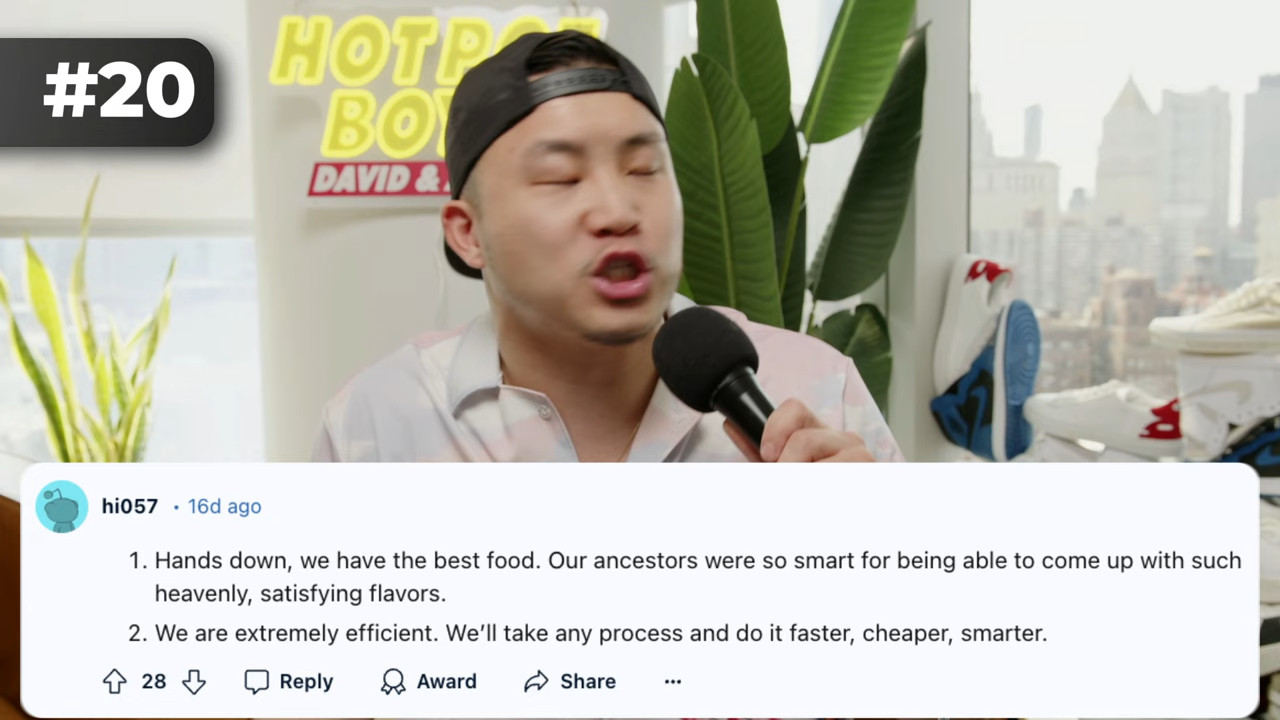 #20
HOTPOT
BOY
DAVID &
hi057 • 16d ago
1. Hands down, we have the best food. Our ancestors were so smart for being able to come up with such
heavenly, satisfying flavors.
2. We are extremely efficient. We’ll take any process and do it faster, cheaper, smarter.
28 Reply Award Share ...